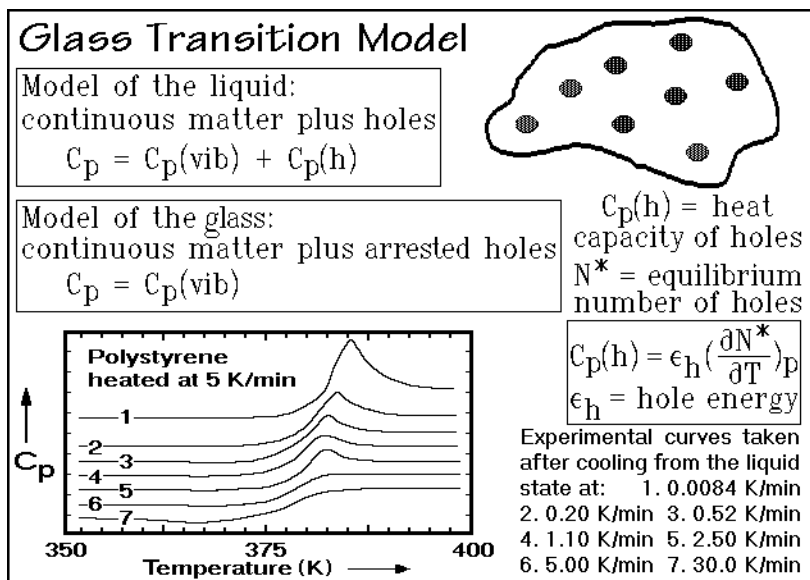 Glass Transition Model
Model of the liquid:
continuous matter plus holes
Cp = Cp(vib) + Cp(h)
Model of the glass:
continuous matter plus arrested holes
Cp = Cp(vib)
Cp(h) = heat
capacity of holes
N* = equilibrium
number of holes
Cp(h) = ϵh(∂N*/∂T)p
ϵh = hole energy
Polystyrene
heated at 5 K/min
1
2
3
4
5
6
7
Cp
350
375
400
Temperature (K)
Experimental curves taken
after cooling from the liquid
state at: 1. 0.0084 K/min
2. 0.20 K/min 3. 0.52 K/min
4. 1.10 K/min 5. 2.50 K/min
6. 5.00 K/min 7. 30.0 K/min